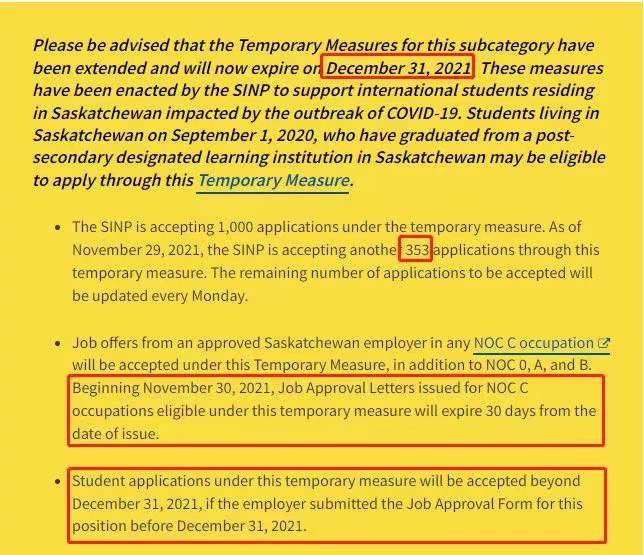 Please be advised that the Temporary Measures for this subcategory have
been extended and will now expire on December 31, 2021. These measures
have been enacted by the SINP to support international students residing
in Saskatchewan impacted by the outbreak of COVID-19. Students living in
Saskatchewan on September 1, 2020, who have graduated from a post-
secondary designated learning institution in Saskatchewan may be eligible
to apply through this Temporary Measure.
• The SINP is accepting 1,000 applications under the temporary measure. As of
November 29, 2021, the SINP is accepting another 353 applications through this
temporary measure. The remaining number of applications to be accepted will
be updated every Monday.
• Job offers from an approved Saskatchewan employer in any NOC C occupation
will be accepted under this Temporary Measure, in addition to NOC 0, A, and B.
Beginning November 30, 2021, Job Approval Letters issued for NOC C
occupations eligible under this temporary measure will expire 30 days from the
date of issue.
• Student applications under this temporary measure will be accepted beyond
December 31, 2021, if the employer submitted the Job Approval Form for this
position before December 31, 2021.